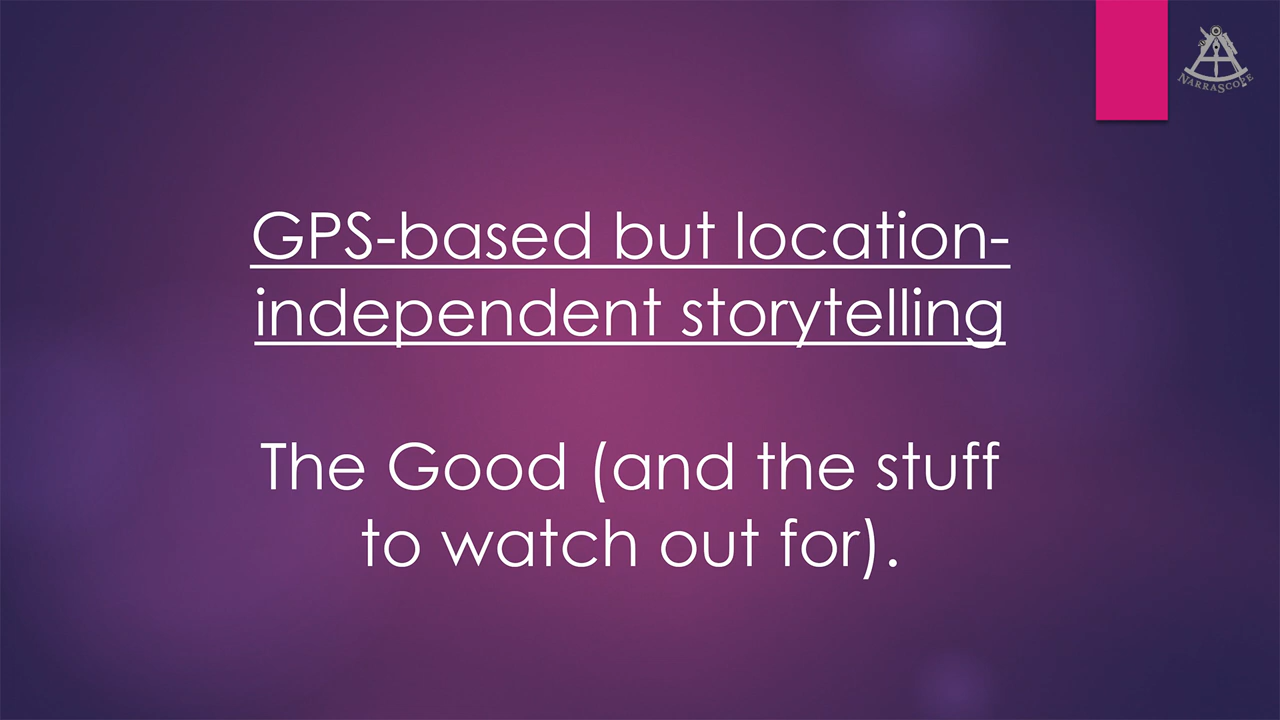 NARRASCOPE
GPS-based but location-
independent storytelling
The Good (and the stuff
to watch out for).